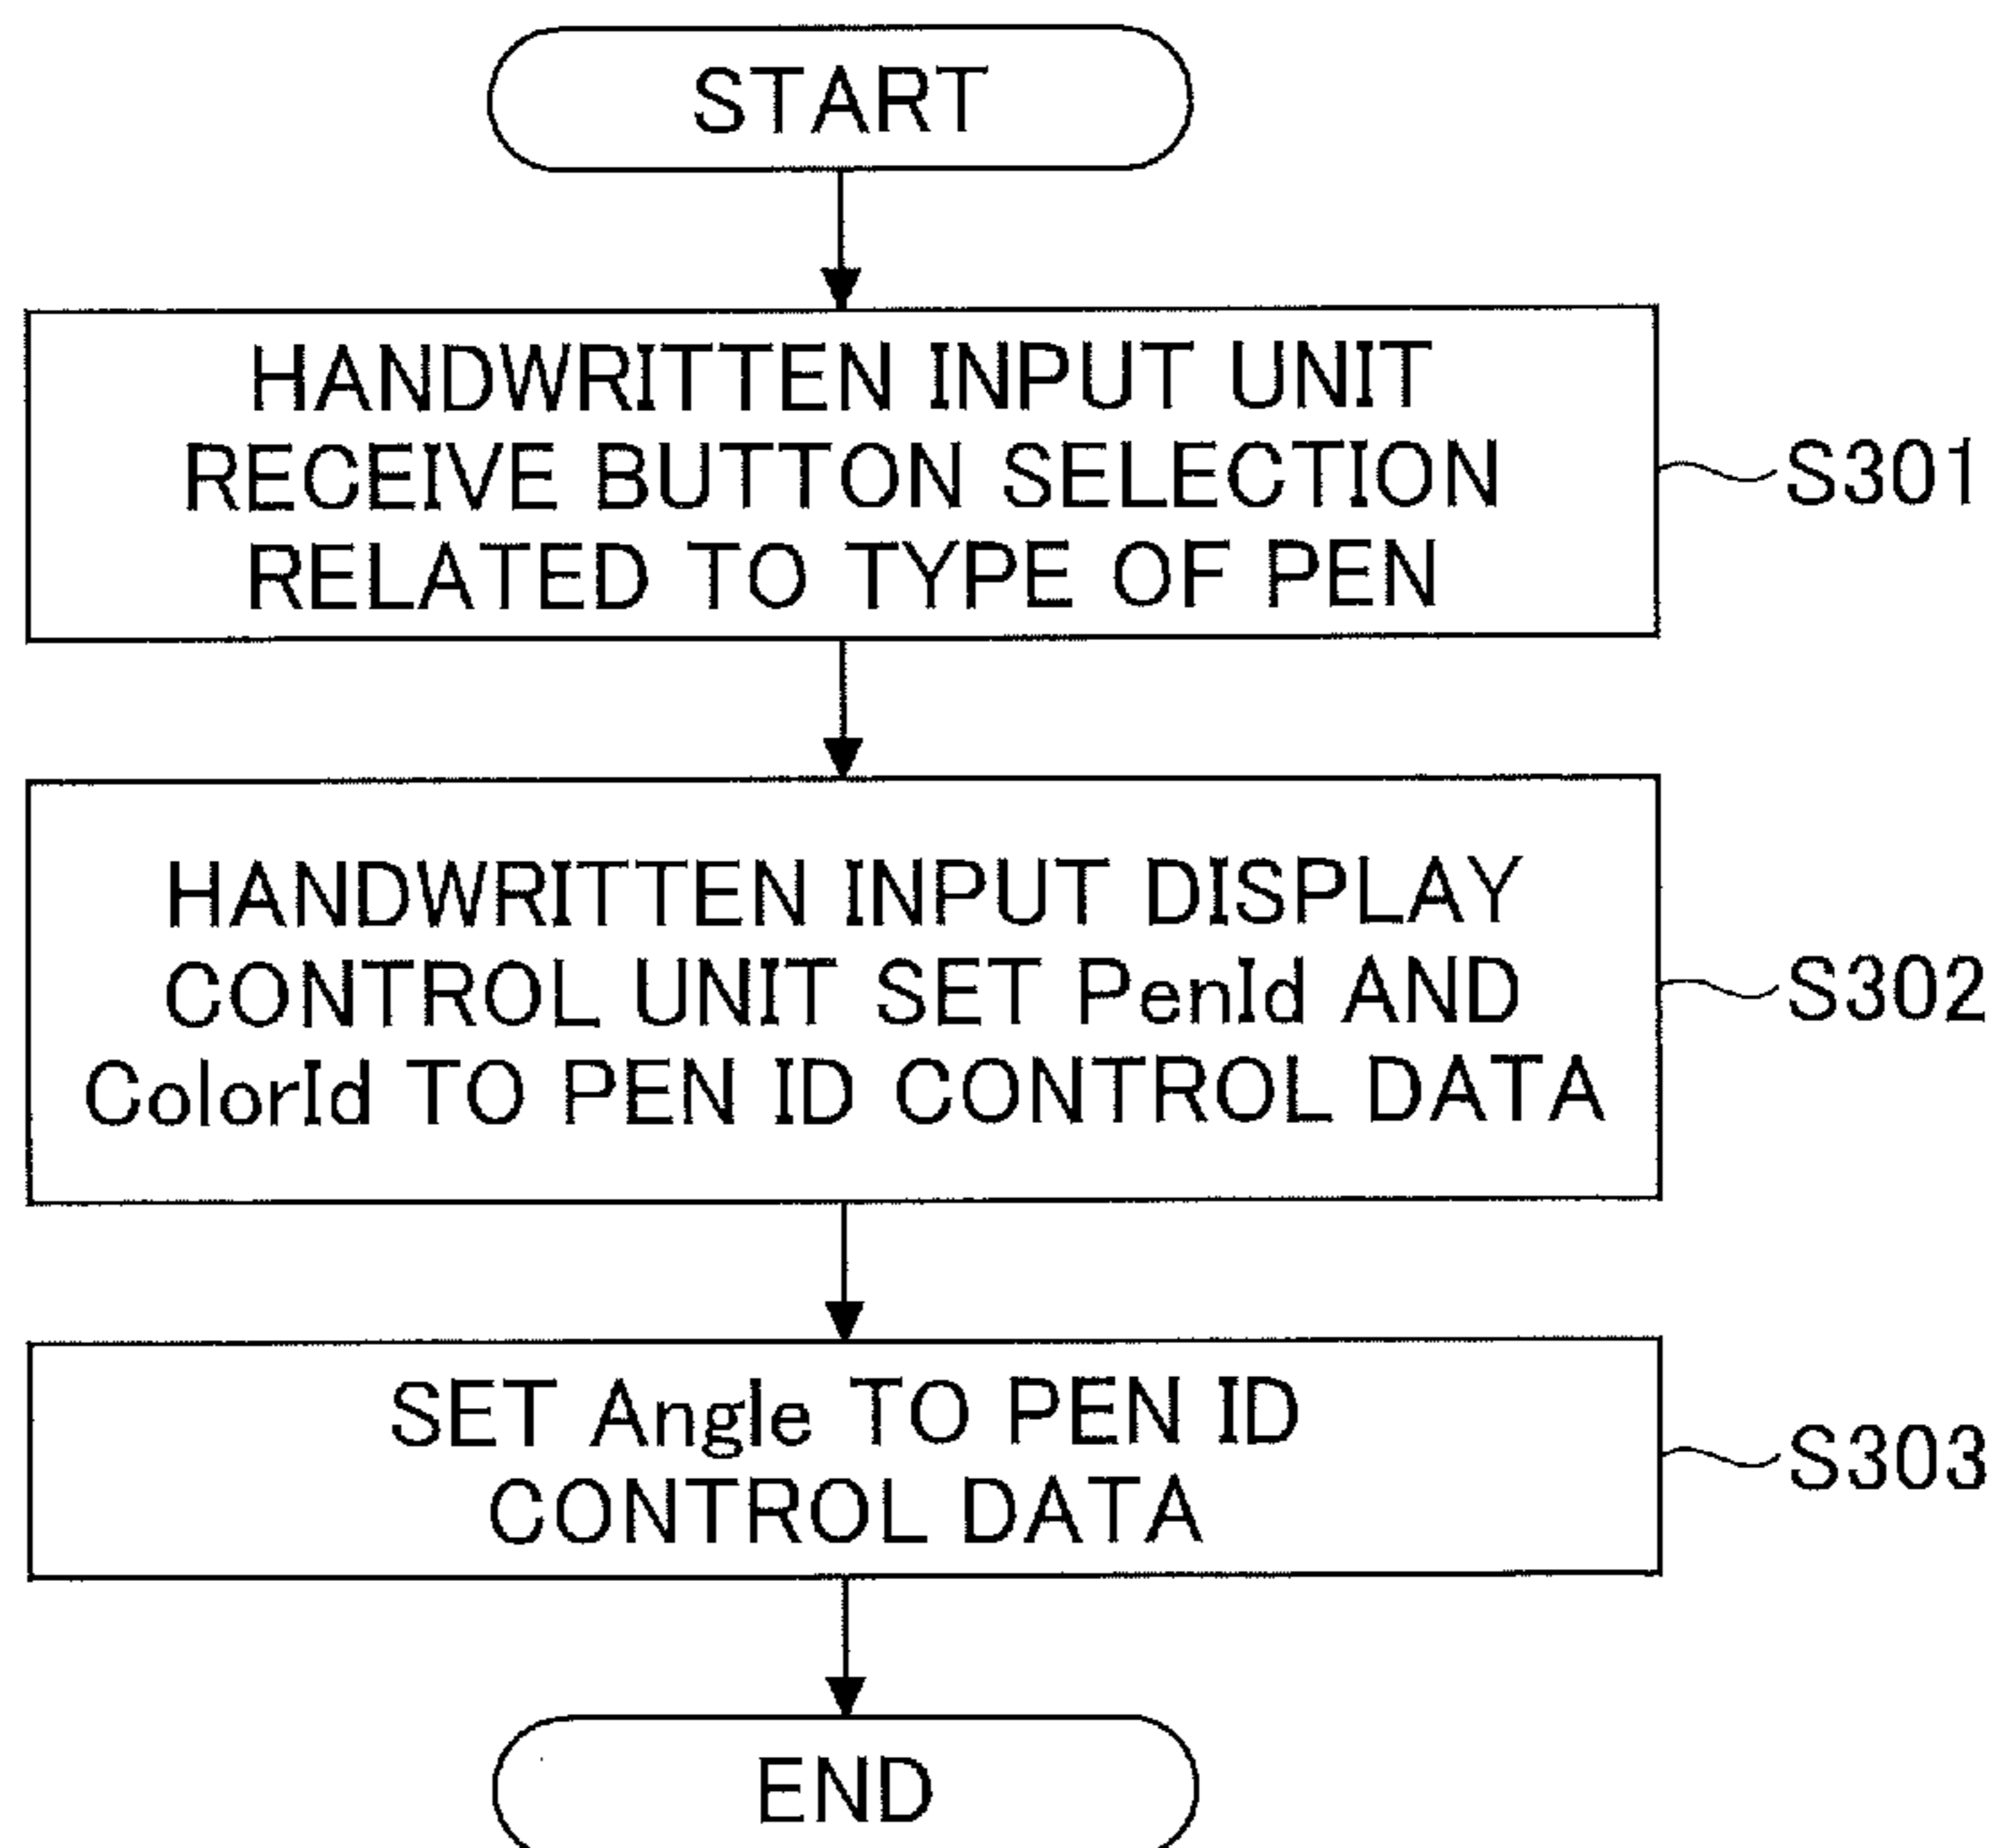 START
HANDWRITTEN INPUT UNIT
RECEIVE BUTTON SELECTION
RELATED TO TYPE OF PEN
S301
HANDWRITTEN INPUT DISPLAY
CONTROL UNIT SET PenId AND
ColorId TO PEN ID CONTROL DATA
S302
SET Angle TO PEN ID
CONTROL DATA
S303
END